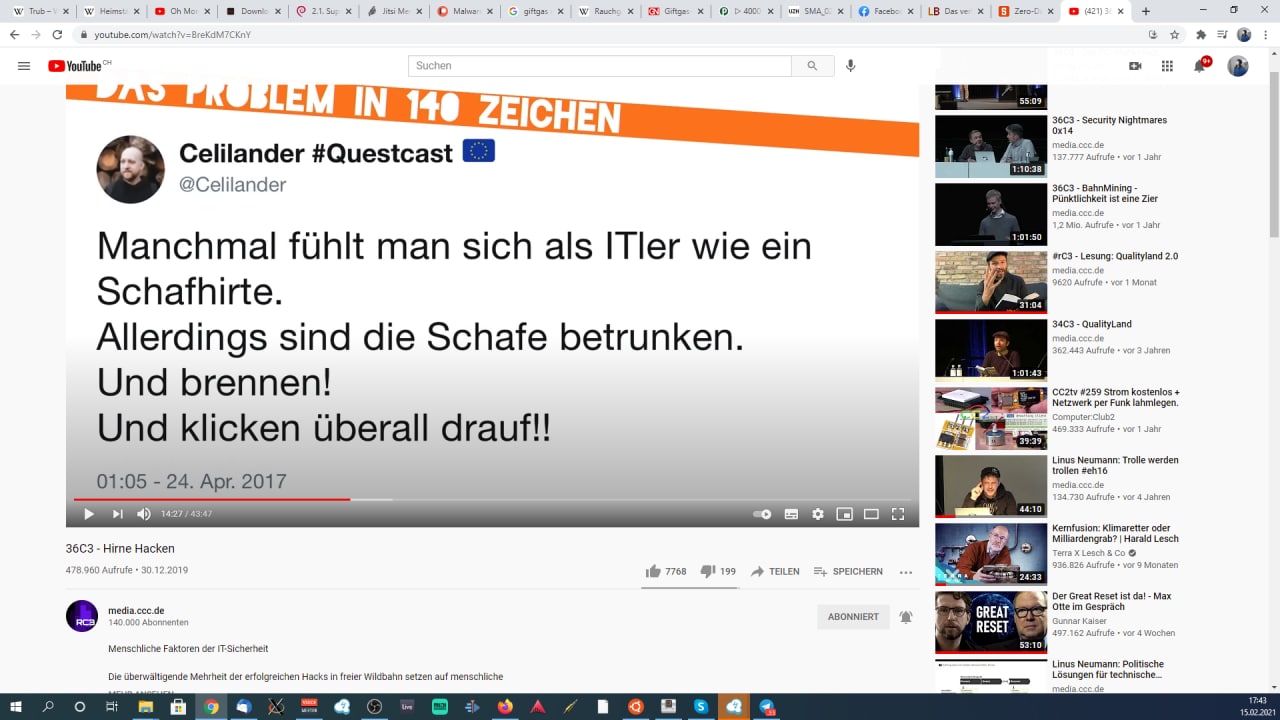 Trub –
Heimst
MyDra
Downlo
2.1. Sup
Jitsi Me
Malwar
giftgas
Rauchg
Giftgas-
▷ 4000
SMA_02
Facebo
Das ver
Zero-Da
(421) 36
youtube.com/watch?v=BreKdM7CKnY
YouTube CH
Suchen
9+
DAS PROBLEM IN 140 ZEICHEN
Celilander #Questcast
@Celilander
Manchmal fühlt man sich als ITler wie ein
Schafhirte.
Allerdings sind die Schafe betrunken.
Und brennen!
Und klicken überall drauf!!
01:05 - 24. Apr. 2017
14:27 / 43:47
36C3 - Hirne Hacken
478.960 Aufrufe • 30.12.2019
7768
199
TEILEN
SPEICHERN
media.ccc.de
140.000 Abonnenten
ABONNIERT
Menschliche Faktoren der IT-Sicherheit
Die überwältigende Mehrheit der erfolgreichen Hacks in freier Wildbahn setzen auf menschliche
MEHR ANSEHEN
55:09
36C3 - Security Nightmares
0x14
media.ccc.de
137.777 Aufrufe • vor 1 Jahr
1:10:38
36C3 - BahnMining -
Pünktlichkeit ist eine Zier
media.ccc.de
1,2 Mio. Aufrufe • vor 1 Jahr
1:01:50
#rC3 - Lesung: Qualityland 2.0
media.ccc.de
9620 Aufrufe • vor 1 Monat
31:04
34C3 - QualityLand
media.ccc.de
362.443 Aufrufe • vor 3 Jahren
1:01:43
CC2tv #259 Strom kostenlos +
Netzwerk per Funk lahmlegen.
Computer:Club2
469.333 Aufrufe • vor 1 Jahr
39:39
Linus Neumann: Trolle werden
trollen #eh16
media.ccc.de
134.730 Aufrufe • vor 4 Jahren
44:10
Kernfusion: Klimaretter oder
Milliardengrab? | Harald Lesch
Terra X Lesch & Co
936.826 Aufrufe • vor 9 Monaten
24:33
Der Great Reset ist da! - Max
Otte im Gespräch
Gunnar Kaiser
497.162 Aufrufe • vor 4 Wochen
GREAT
RESET
53:10
Linus Neumann: Politische
Lösungen für technische...
media.ccc.de
17:43
15.02.2021